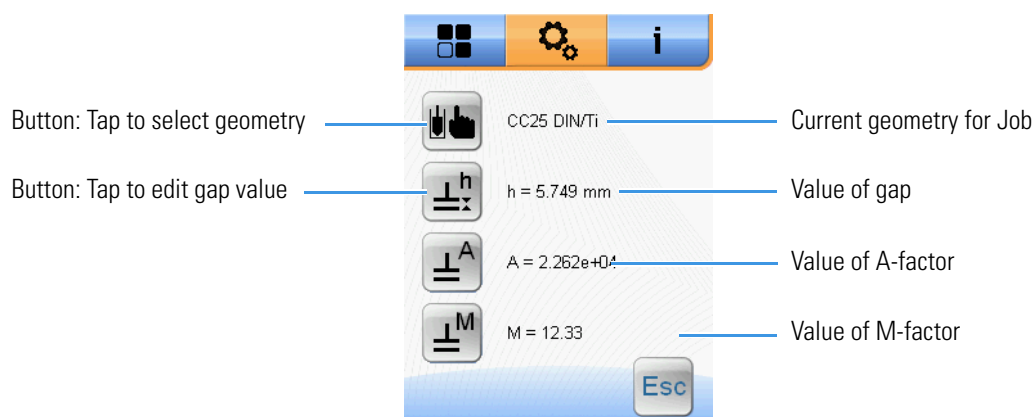 i
Button: Tap to select geometry
CC25 DIN/Ti
Current geometry for Job
Button: Tap to edit gap value
h
h = 5.749 mm
Value of gap
A
A = 2.262e+04
Value of A-factor
M
M = 12.33
Value of M-factor
Esc